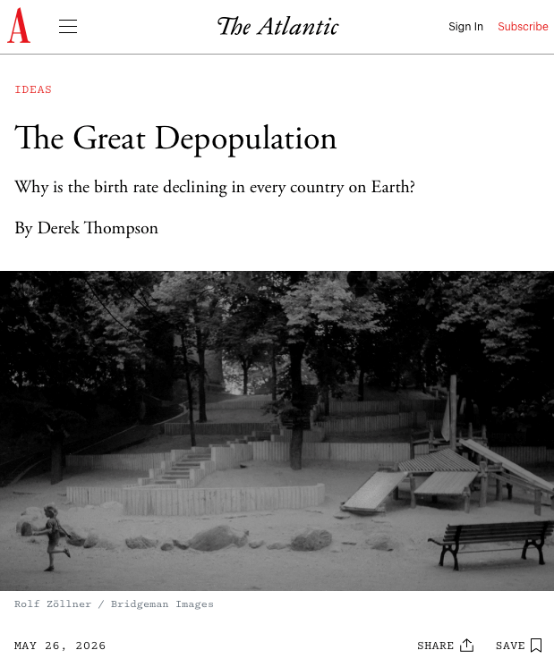 A
The Atlantic
Sign In
Subscribe
IDEAS
The Great Depopulation
Why is the birth rate declining in every country on Earth?
By Derek Thompson
Rolf Zöllner / Bridgeman Images
MAY 26, 2026
SHARE
SAVE